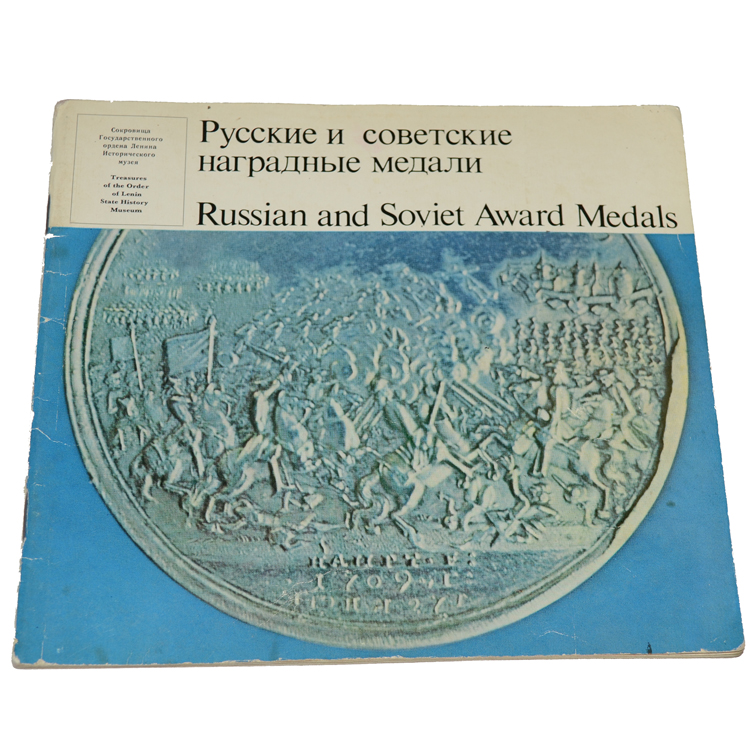 Сокровища
Государственного
ордена Ленина
Исторического
музея
Treasures
of the Order
of Lenin
State History
Museum
Русские и советские
наградные медали
Russian and Soviet Award Medals
1709